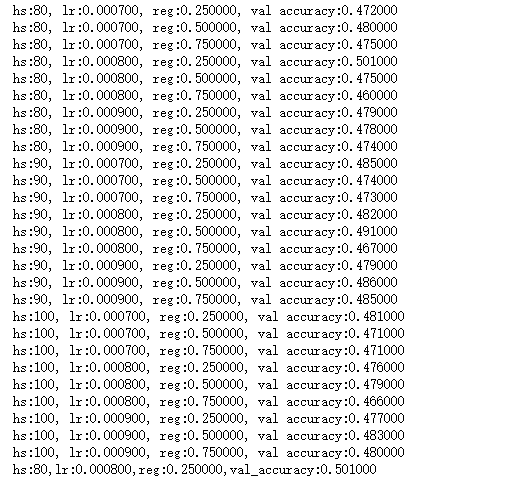 hs:80, lr:0.000700, reg:0.250000, val accuracy:0.472000
hs:80, lr:0.000700, reg:0.500000, val accuracy:0.480000
hs:80, lr:0.000700, reg:0.750000, val accuracy:0.475000
hs:80, lr:0.000800, reg:0.250000, val accuracy:0.501000
hs:80, lr:0.000800, reg:0.500000, val accuracy:0.475000
hs:80, lr:0.000800, reg:0.750000, val accuracy:0.460000
hs:80, lr:0.000900, reg:0.250000, val accuracy:0.479000
hs:80, lr:0.000900, reg:0.500000, val accuracy:0.478000
hs:80, lr:0.000900, reg:0.750000, val accuracy:0.474000
hs:90, lr:0.000700, reg:0.250000, val accuracy:0.485000
hs:90, lr:0.000700, reg:0.500000, val accuracy:0.474000
hs:90, lr:0.000700, reg:0.750000, val accuracy:0.473000
hs:90, lr:0.000800, reg:0.250000, val accuracy:0.482000
hs:90, lr:0.000800, reg:0.500000, val accuracy:0.491000
hs:90, lr:0.000800, reg:0.750000, val accuracy:0.467000
hs:90, lr:0.000900, reg:0.250000, val accuracy:0.479000
hs:90, lr:0.000900, reg:0.500000, val accuracy:0.486000
hs:90, lr:0.000900, reg:0.750000, val accuracy:0.485000
hs:100, lr:0.000700, reg:0.250000, val accuracy:0.481000
hs:100, lr:0.000700, reg:0.500000, val accuracy:0.471000
hs:100, lr:0.000700, reg:0.750000, val accuracy:0.471000
hs:100, lr:0.000800, reg:0.250000, val accuracy:0.476000
hs:100, lr:0.000800, reg:0.500000, val accuracy:0.479000
hs:100, lr:0.000800, reg:0.750000, val accuracy:0.466000
hs:100, lr:0.000900, reg:0.250000, val accuracy:0.477000
hs:100, lr:0.000900, reg:0.500000, val accuracy:0.483000
hs:100, lr:0.000900, reg:0.750000, val accuracy:0.480000
hs:80,lr:0.000800,reg:0.250000,val_accuracy:0.501000